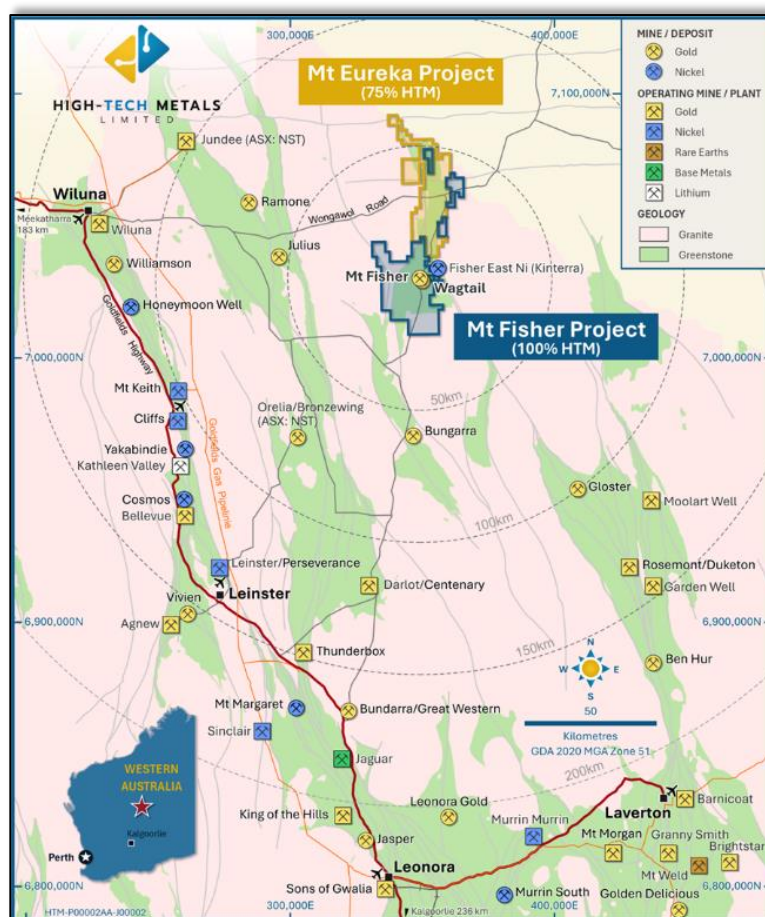 HIGH-TECH METALS
LIMITED
300,000E
400,000E
Mt Eureka Project
(75% HTM)
7,100,000N
MINE / DEPOSIT
Gold
Nickel
OPERATING MINE / PLANT
Gold
Nickel
Rare Earths
Base Metals
Lithium
GEOLOGY
Granite
Greenstone
Jundee (ASX: NST)
Wiluna
Meekatharra
183 km
Wiluna
Ramone
Wongawol Road
Julius
Williamson
Mt Fisher
Fisher East Ni (Kinterra)
Wagtail
Honeymoon Well
Goldfields Highway
Mt Fisher Project
(100% HTM)
7,000,000N
7,000,000N
Mt Keith
Cliffs
50km
Orelia/Bronzewing
(ASX: NST)
Bungarra
Yakabindie
Kathleen Valley
Goldfields Gas Pipeline
Cosmos
Bellevue
Gloster
Moolart Well
100km
Leinster/Perseverance
Rosemont/Duketon
Leinster
Darlot/Centenary
Garden Well
Vivien
Agnew
6,900,000N
6,900,000N
150km
Thunderbox
N
W
E
S
Ben Hur
50
Kilometres
GDA 2020 MGA Zone 51
Mt Margaret
Bundarra/Great Western
Sinclair
Jaguar
WESTERN
AUSTRALIA
Kalgoorlie
Perth
200km
Leonora Gold
Laverton
Barnicoat
King of the Hills
Murrin Murrin
Jasper
Mt Morgan
Granny Smith
Brightstar
Mt Weld
Leonora
Sons of Gwalia
6,800,000N
6,800,000N
Murrin South
Golden Delicious
HTM-P00002AA-J00002
300,000E
Kalgoorlie 236 km
400,000E